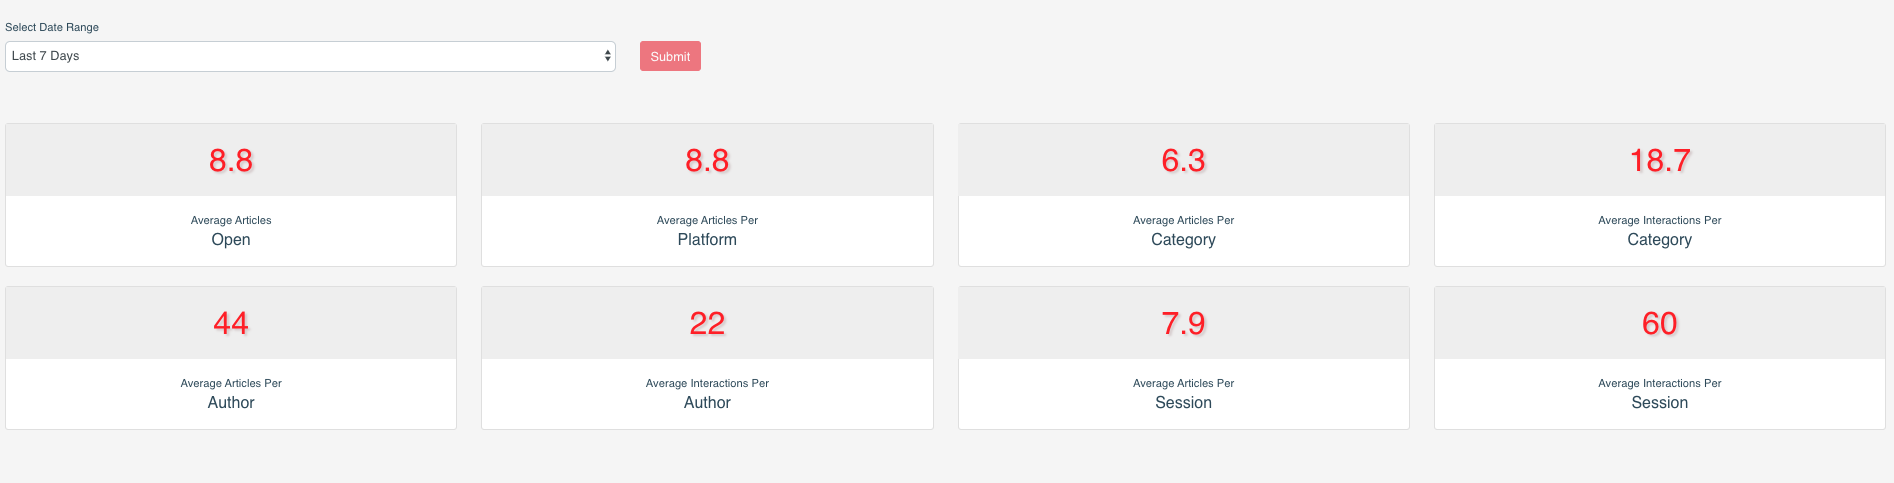 Select Date Range
Last 7 Days
Submit
8.8
Average Articles
Open
8.8
Average Articles Per
Platform
6.3
Average Articles Per
Category
18.7
Average Interactions Per
Category
44
Average Articles Per
Author
22
Average Interactions Per
Author
7.9
Average Articles Per
Session
60
Average Interactions Per
Session